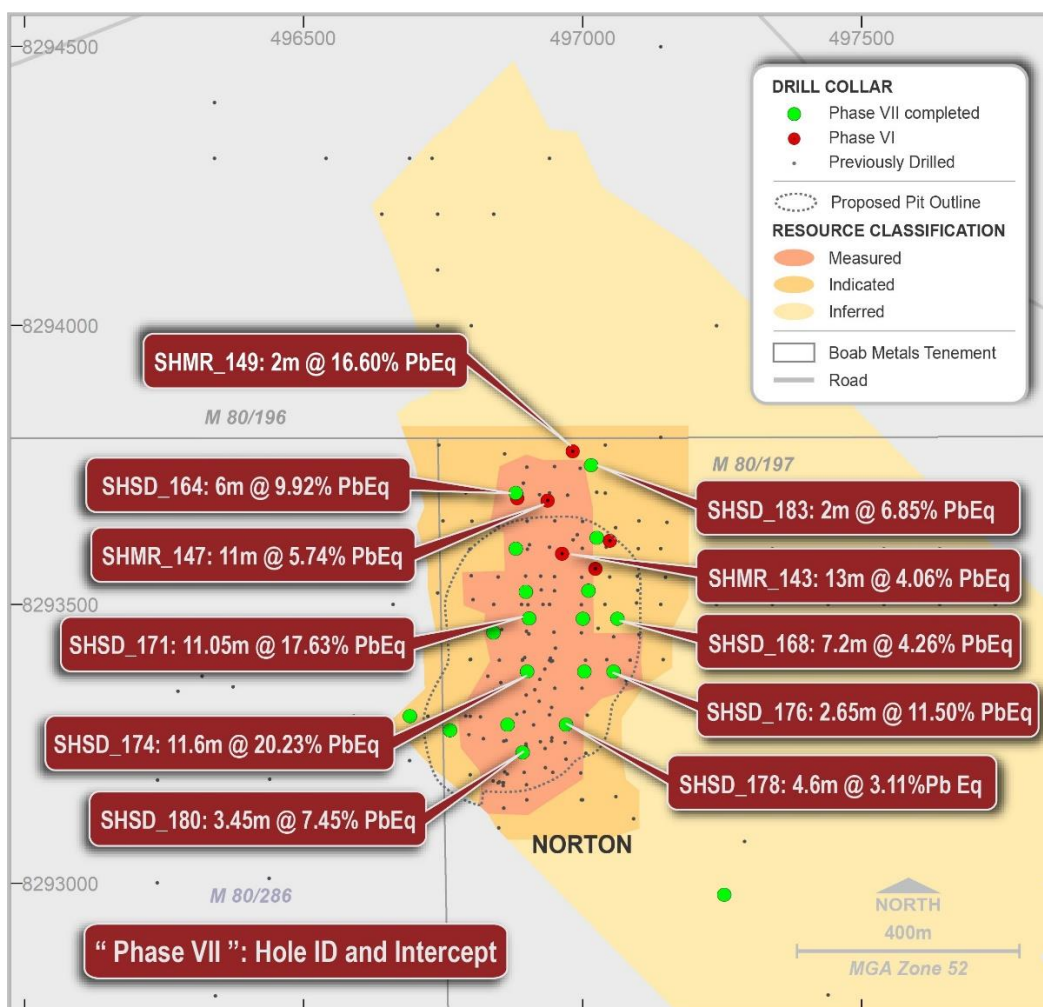 496500
497000
497500
8294500
DRILL COLLAR
Phase VII completed
Phase VI
Previously Drilled
Proposed Pit Outline
RESOURCE CLASSIFICATION
Measured
Indicated
Inferred
Boab Metals Tenement
Road
8294000
SHMR_149: 2m @ 16.60% PbEq
M 80/196
M 80/197
SHSD_164: 6m @ 9.92% PbEq
SHSD_183: 2m @ 6.85% PbEq
SHMR_147: 11m @ 5.74% PbEq
SHMR_143: 13m @ 4.06% PbEq
8293500
SHSD_171: 11.05m @ 17.63% PbEq
SHSD_168: 7.2m @ 4.26% PbEq
SHSD_174: 11.6m @ 20.23% PbEq
SHSD_176: 2.65m @ 11.50% PbEq
SHSD_180: 3.45m @ 7.45% PbEq
SHSD_178: 4.6m @ 3.11%Pb Eq
NORTON
8293000
M 80/286
NORTH
400m
MGA Zone 52
“ Phase VII ”: Hole ID and Intercept